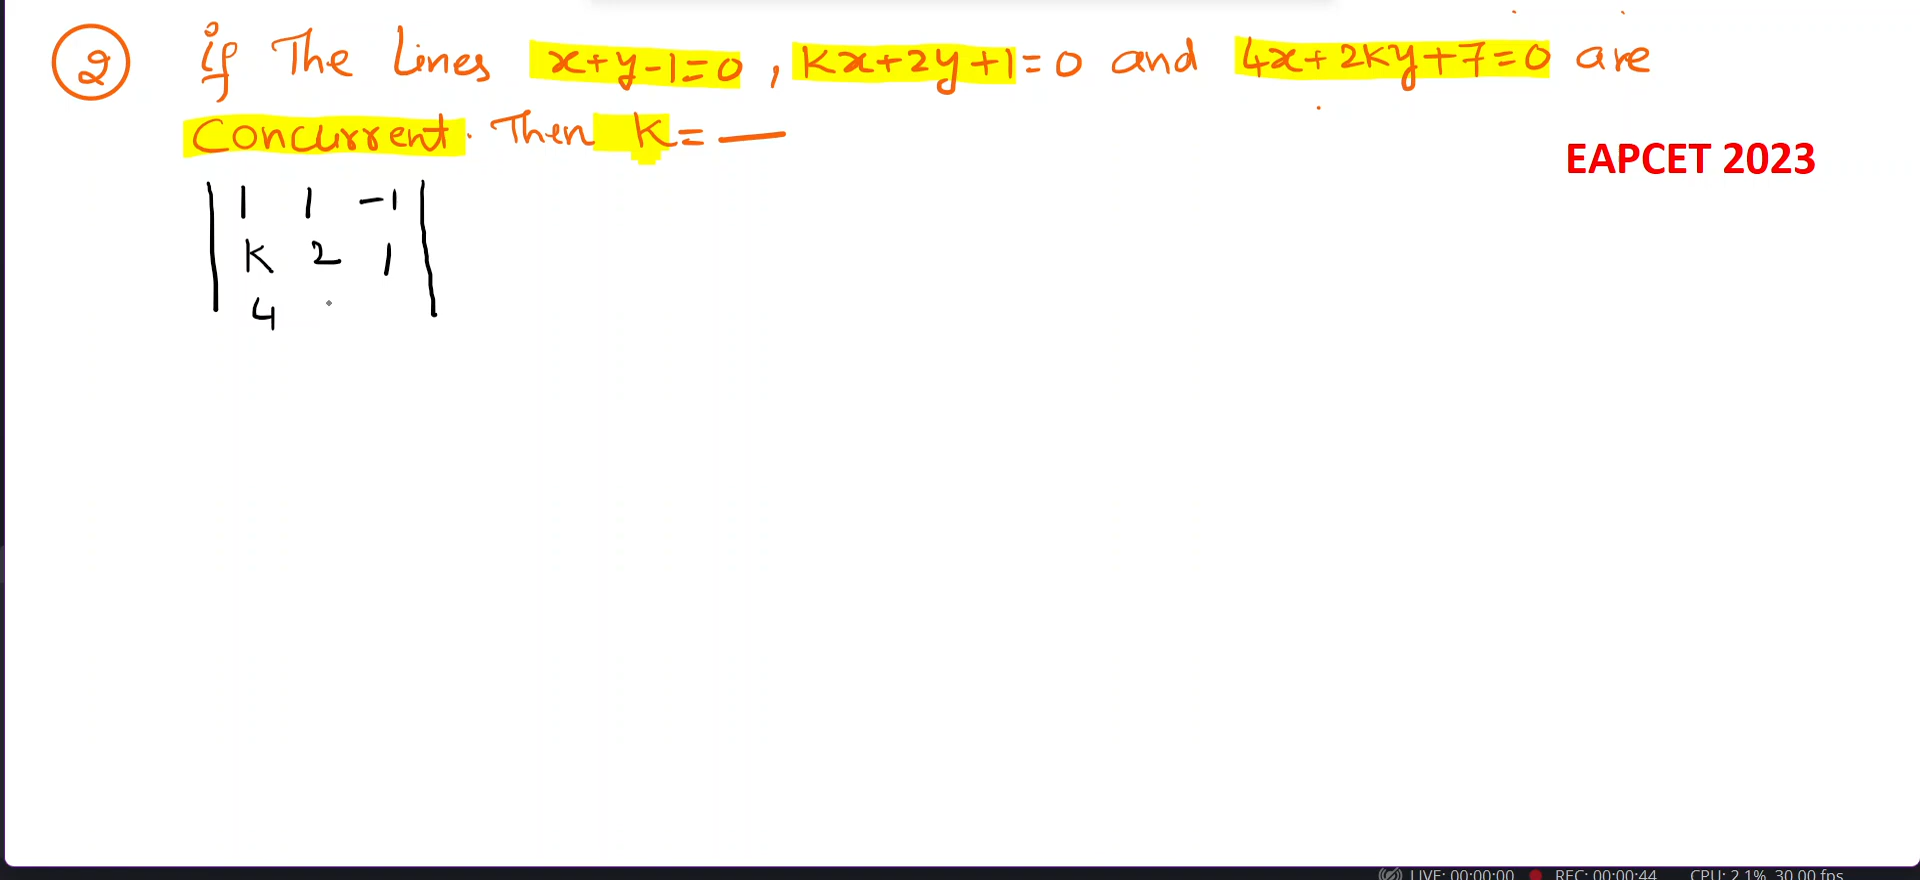 2 if The Lines x+y-1=0, Kx+2y+1=0 and 4x+2Ky+7=0 are
Concurrent. Then K=—
EAPCET 2023
| 1 1 -1 |
| K 2 1 |
| 4 |
LIVE: 00:00:00 REC: 00:00:44 CPU: 2.1%, 30.00 fps